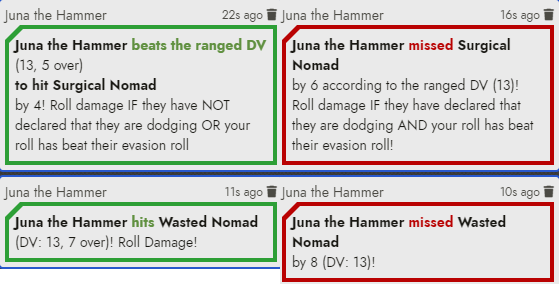 Juna the Hammer 22s ago
Juna the Hammer beats the ranged DV
(13, 5 over)
to hit Surgical Nomad
by 4! Roll damage IF they have NOT
declared that they are dodging OR your
roll has beat their evasion roll
Juna the Hammer 16s ago
Juna the Hammer missed Surgical
Nomad
by 6 according to the ranged DV (13)!
Roll damage IF they have declared that
they are dodging AND your roll has beat
their evasion roll!
Juna the Hammer 11s ago
Juna the Hammer hits Wasted Nomad
(DV: 13, 7 over)! Roll Damage!
Juna the Hammer 10s ago
Juna the Hammer missed Wasted
Nomad
by 8 (DV: 13)!